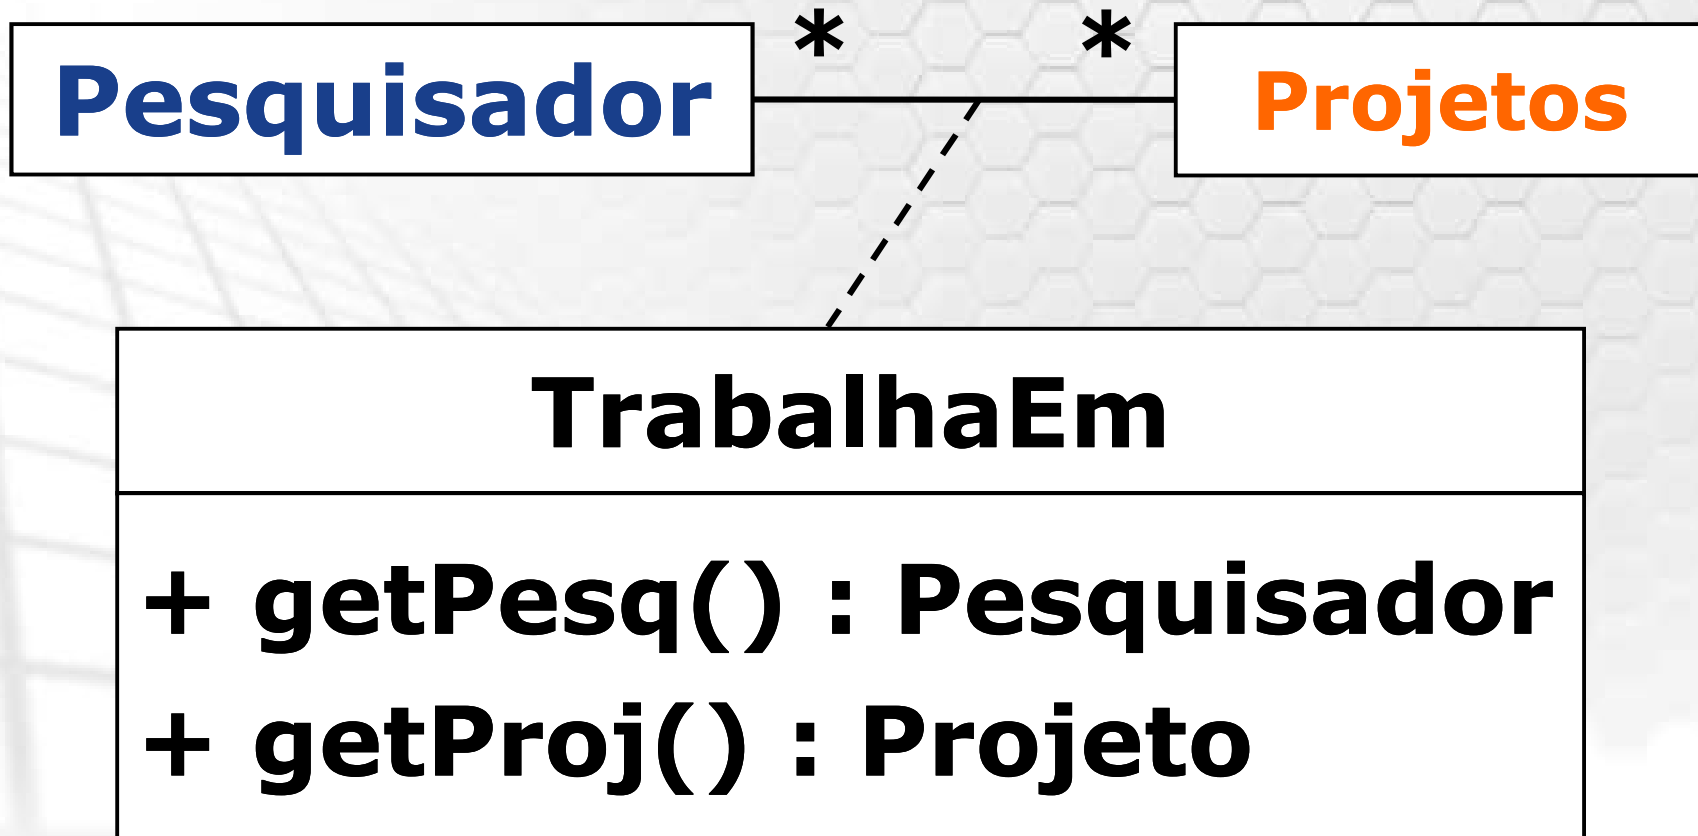 Pesquisador * * Projetos
TrabalhaEm
+ getPesq() : Pesquisador
+ getProj() : Projeto